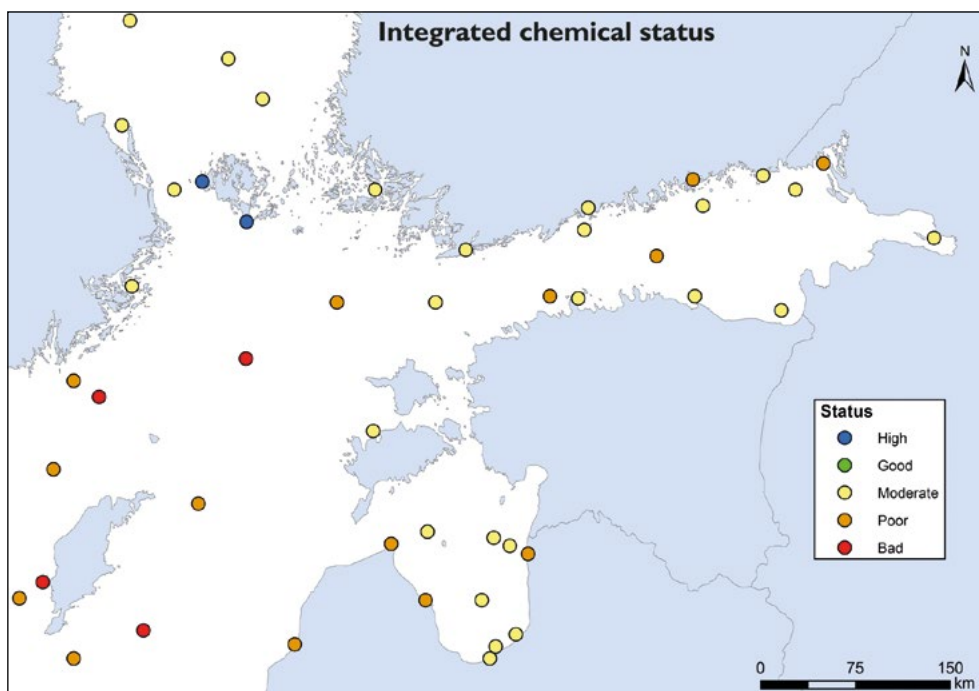 Integrated chemical status
N
Status
High
Good
Moderate
Poor
Bad
0 75 150
km